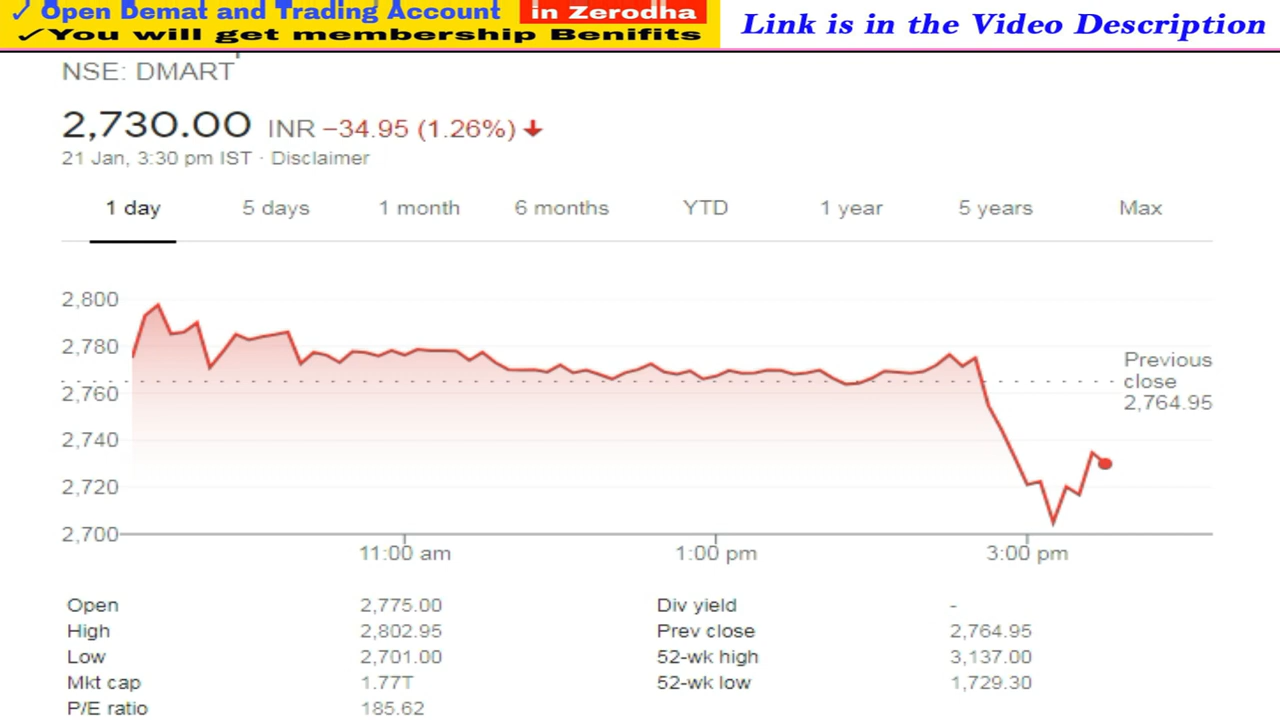 ✓ Open Demat and Trading Account in Zerodha
✓You will get membership Benifits
Link is in the Video Description
NSE: DMART
2,730.00 INR −34.95 (1.26%) ↓
21 Jan, 3:30 pm IST · Disclaimer
1 day 5 days 1 month 6 months YTD 1 year 5 years Max
2,800
2,780
2,760
2,740
2,720
2,700
Previous
close
2,764.95
11:00 am 1:00 pm 3:00 pm
Open 2,775.00 Div yield -
High 2,802.95 Prev close 2,764.95
Low 2,701.00 52-wk high 3,137.00
Mkt cap 1.77T 52-wk low 1,729.30
P/E ratio 185.62